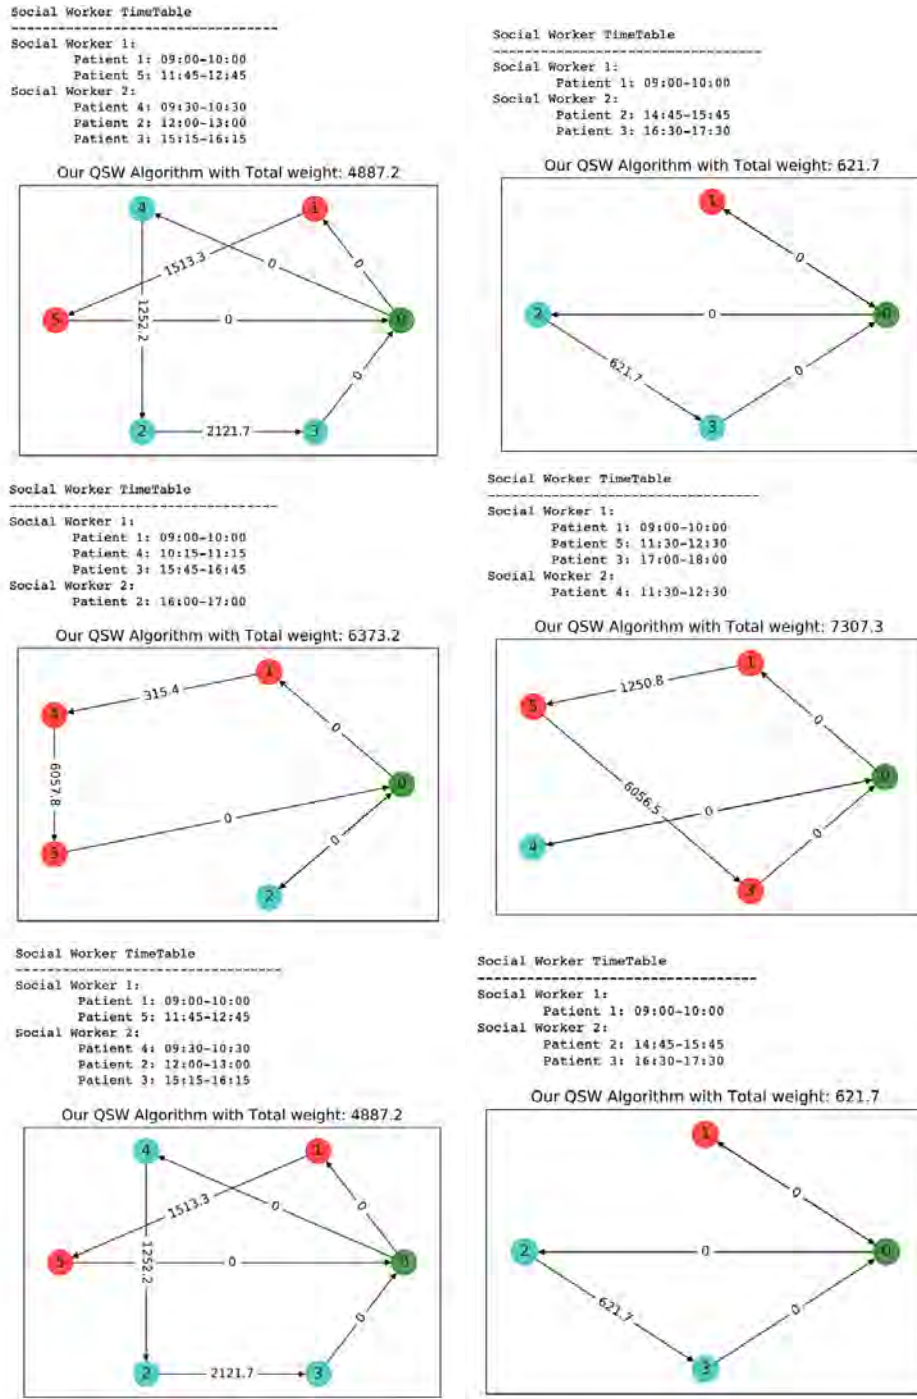 Social Worker TimeTable
-----------------------------------
Social Worker 1:
Patient 1: 09:00-10:00
Patient 5: 11:45-12:45
Social Worker 2:
Patient 4: 09:30-10:30
Patient 2: 12:00-13:00
Patient 3: 15:15-16:15
Our QSW Algorithm with Total weight: 4887.2
4
1
1513.3
0
0
5
1252.2
0
0
0
2
2121.7
3
Social Worker TimeTable
-----------------------------------
Social Worker 1:
Patient 1: 09:00-10:00
Social Worker 2:
Patient 2: 14:45-15:45
Patient 3: 16:30-17:30
Our QSW Algorithm with Total weight: 621.7
1
0
2
0
0
621.7
0
3
Social Worker TimeTable
-----------------------------------
Social Worker 1:
Patient 1: 09:00-10:00
Patient 4: 10:15-11:15
Patient 3: 15:45-16:45
Social Worker 2:
Patient 2: 16:00-17:00
Our QSW Algorithm with Total weight: 6373.2
1
315.4
4
0
6057.8
0
0
3
0
2
Social Worker TimeTable
-----------------------------------
Social Worker 1:
Patient 1: 09:00-10:00
Patient 5: 11:30-12:30
Patient 3: 17:00-18:00
Social Worker 2:
Patient 4: 11:30-12:30
Our QSW Algorithm with Total weight: 7307.3
1
1250.8
5
0
0
6056.5
0
4
0
3
Social Worker TimeTable
-----------------------------------
Social Worker 1:
Patient 1: 09:00-10:00
Patient 5: 11:45-12:45
Social Worker 2:
Patient 4: 09:30-10:30
Patient 2: 12:00-13:00
Patient 3: 15:15-16:15
Our QSW Algorithm with Total weight: 4887.2
4
1
1513.3
0
0
5
1252.2
0
0
0
2
2121.7
3
Social Worker TimeTable
-----------------------------------
Social Worker 1:
Patient 1: 09:00-10:00
Social Worker 2:
Patient 2: 14:45-15:45
Patient 3: 16:30-17:30
Our QSW Algorithm with Total weight: 621.7
1
0
2
0
0
621.7
0
3